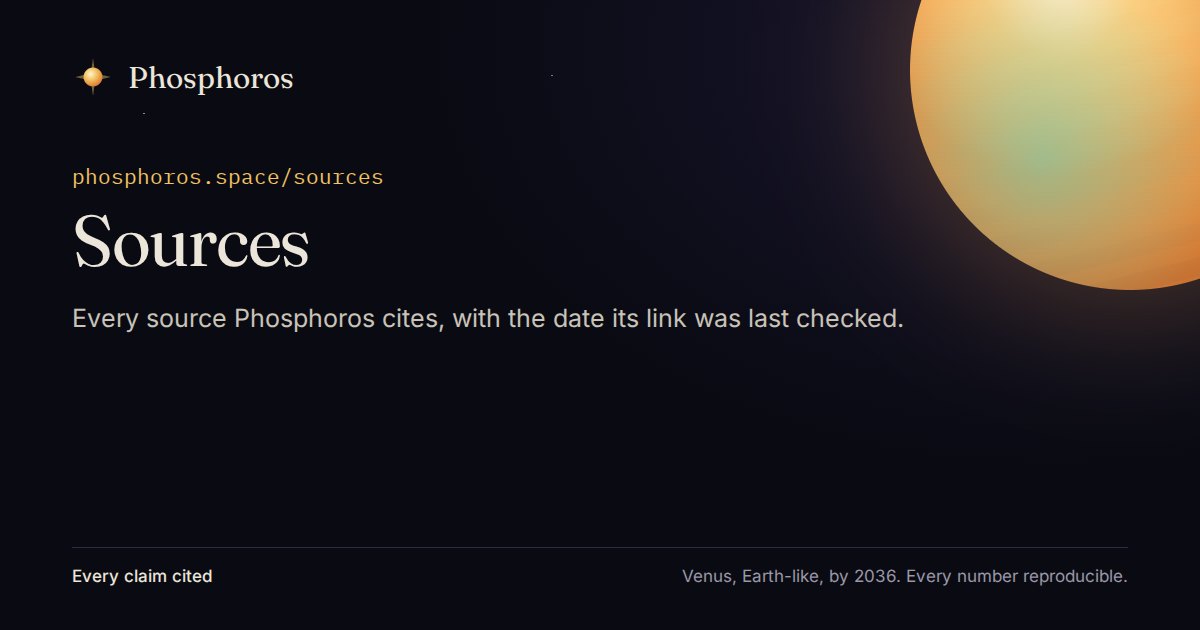 Phosphoros
phosphoros.space/sources
Sources
Every source Phosphoros cites, with the date its link was last checked.
Every claim cited
Venus, Earth-like, by 2036. Every number reproducible.